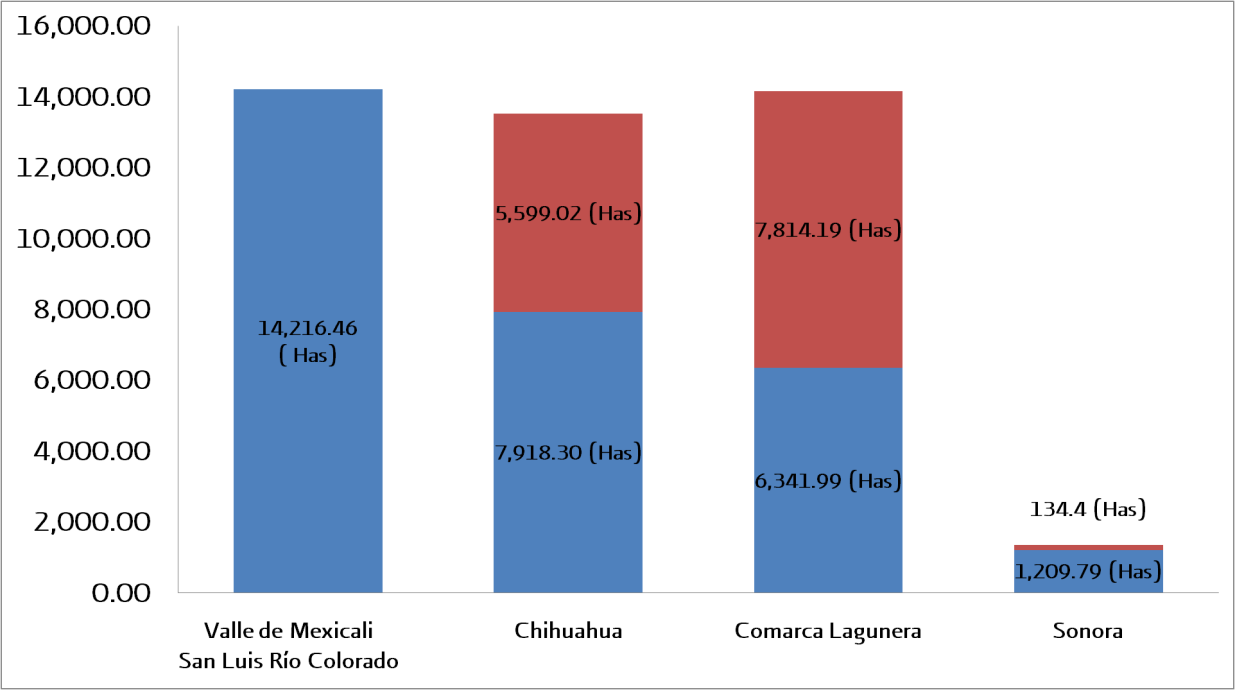 16,000.00
14,000.00
12,000.00
10,000.00
8,000.00
6,000.00
4,000.00
2,000.00
0.00
14,216.46
( Has)
5,599.02 (Has)
7,918.30 (Has)
7,814.19 (Has)
6,341.99 (Has)
134.4 (Has)
1,209.79 (Has)
Valle de Mexicali
San Luis Río Colorado
Chihuahua
Comarca Lagunera
Sonora